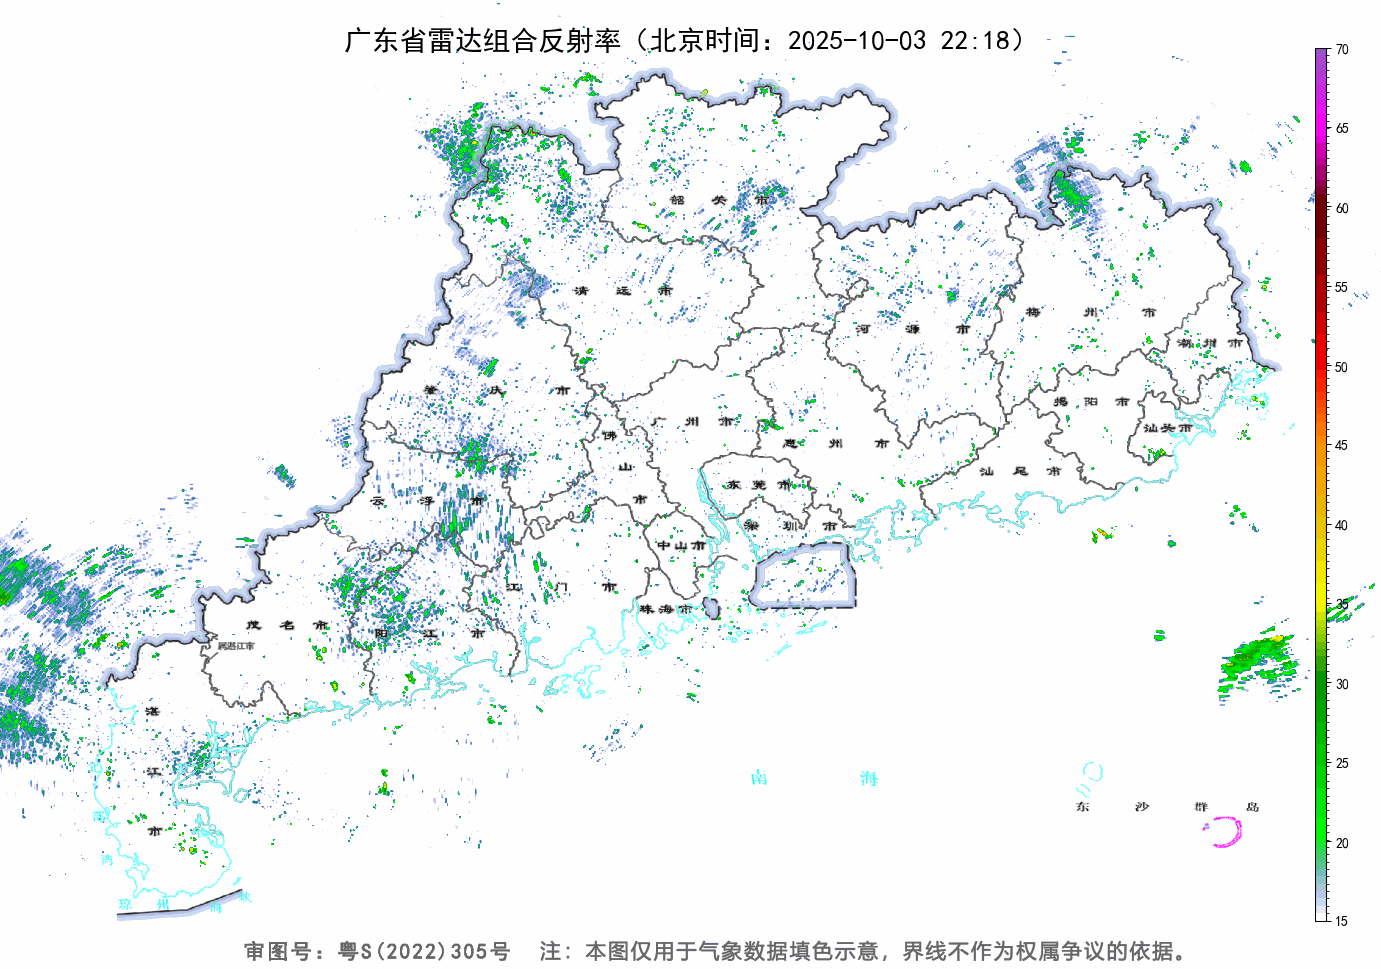 广东省雷达组合反射率（北京时间：2025-10-03 22:18）
70
65
60
55
50
45
40
35
30
25
20
15
韶关市
清远市
河源市
梅州市
潮州市
肇庆市
广州市
惠州市
揭阳市
汕头市
佛山市
东莞市
汕尾市
云浮市
深圳市
中山市
江门市
珠海市
茂名市
阳江市
属湛江市
湛江市
南海
东沙群岛
湾
琼州海峡
审图号：粤S(2022)305号 注：本图仅用于气象数据填色示意，界线不作为权属争议的依据。